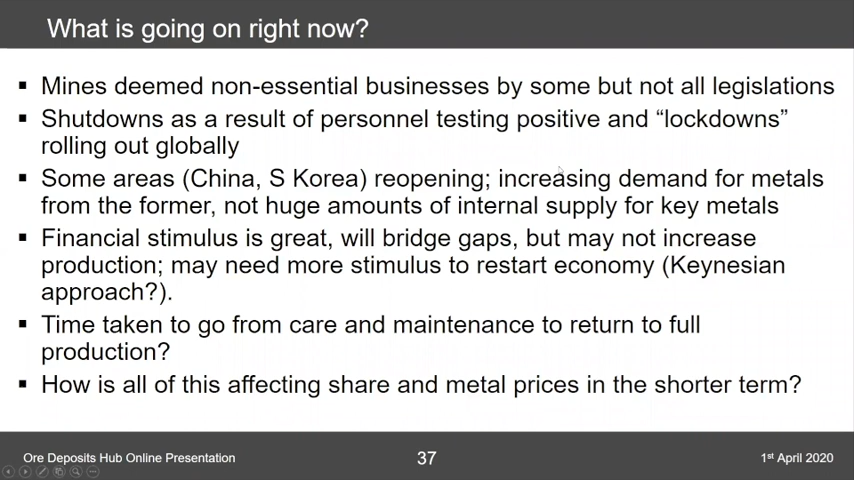 What is going on right now?
▪ Mines deemed non-essential businesses by some but not all legislations
▪ Shutdowns as a result of personnel testing positive and “lockdowns”
rolling out globally
▪ Some areas (China, S Korea) reopening; increasing demand for metals
from the former, not huge amounts of internal supply for key metals
▪ Financial stimulus is great, will bridge gaps, but may not increase
production; may need more stimulus to restart economy (Keynesian
approach?).
▪ Time taken to go from care and maintenance to return to full
production?
▪ How is all of this affecting share and metal prices in the shorter term?
Ore Deposits Hub Online Presentation
37
1st April 2020